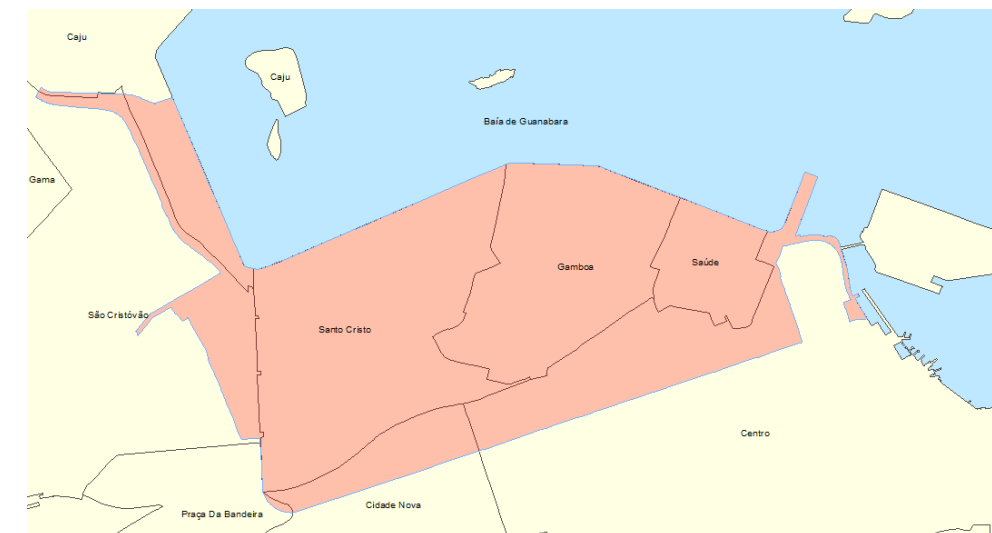 Caju
Caju
Baía de Guanabara
Gama
Gamboa
Saúde
São Cristóvão
Santo Cristo
Centro
Cidade Nova
Praça Da Bandeira